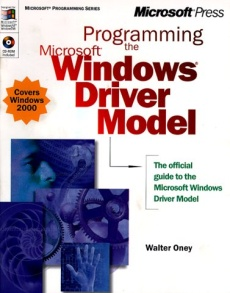 MICROSOFT® PROGRAMMING SERIES
Microsoft Press
CD-ROM
Included
Programming
the
Microsoft®
Windows®
Driver
Model
Covers
Windows
2000
The official
guide to the
Microsoft Windows
Driver Model
Walter Oney